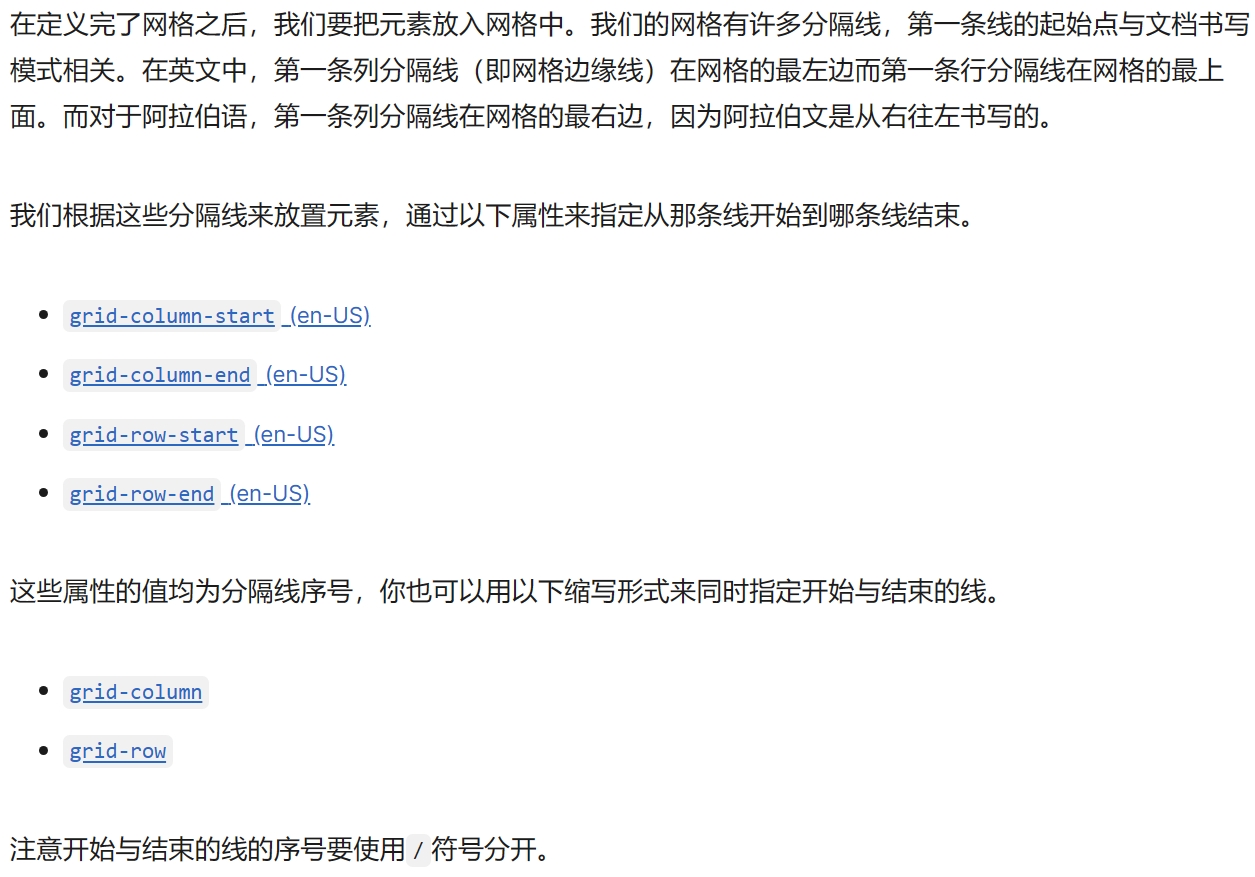 在定义完了网格之后，我们要把元素放入网格中。我们的网格有许多分隔线，第一条线的起始点与文档书写
模式相关。在英文中，第一条列分隔线（即网格边缘线）在网格的最左边而第一条行分隔线在网格的最上
面。而对于阿拉伯语，第一条列分隔线在网格的最右边，因为阿拉伯文是从右往左书写的。
我们根据这些分隔线来放置元素，通过以下属性来指定从那条线开始到哪条线结束。
• grid-column-start (en-US)
• grid-column-end (en-US)
• grid-row-start (en-US)
• grid-row-end (en-US)
这些属性的值均为分隔线序号，你也可以用以下缩写形式来同时指定开始与结束的线。
• grid-column
• grid-row
注意开始与结束的线的序号要使用/符号分开。